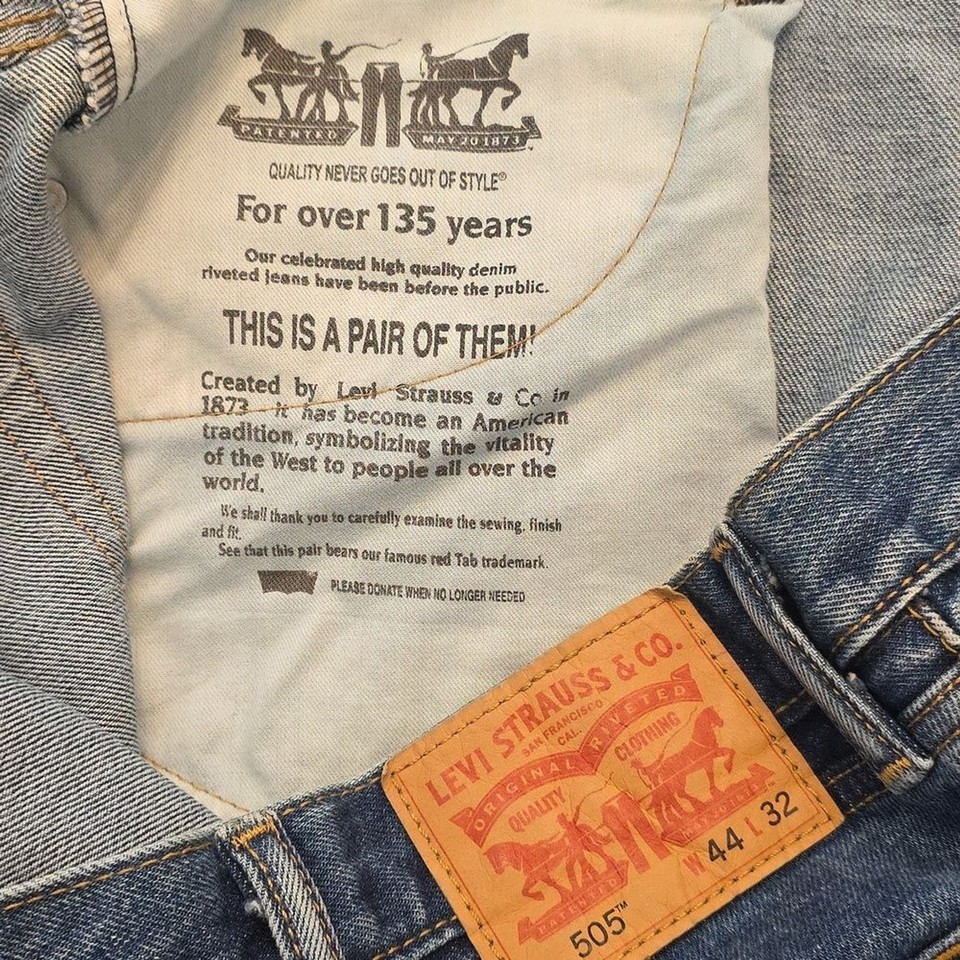 PATENTED MAY 20 1873
QUALITY NEVER GOES OUT OF STYLE®
For over 135 years
Our celebrated high quality denim
riveted jeans have been before the public.
THIS IS A PAIR OF THEM!
Created by Levi Strauss & Co in
1873 it has become an American
tradition, symbolizing the vitality
of the West to people all over the
world.
We shall thank you to carefully examine the sewing, finish
and fit.
See that this pair bears our famous red Tab trademark.
PLEASE DONATE WHEN NO LONGER NEEDED
LEVI STRAUSS & CO.
SAN FRANCISCO
CAL.
ORIGINAL RIVETED
QUALITY CLOTHING
PATENTED MAY 20 1873
W 44 L 32
505™